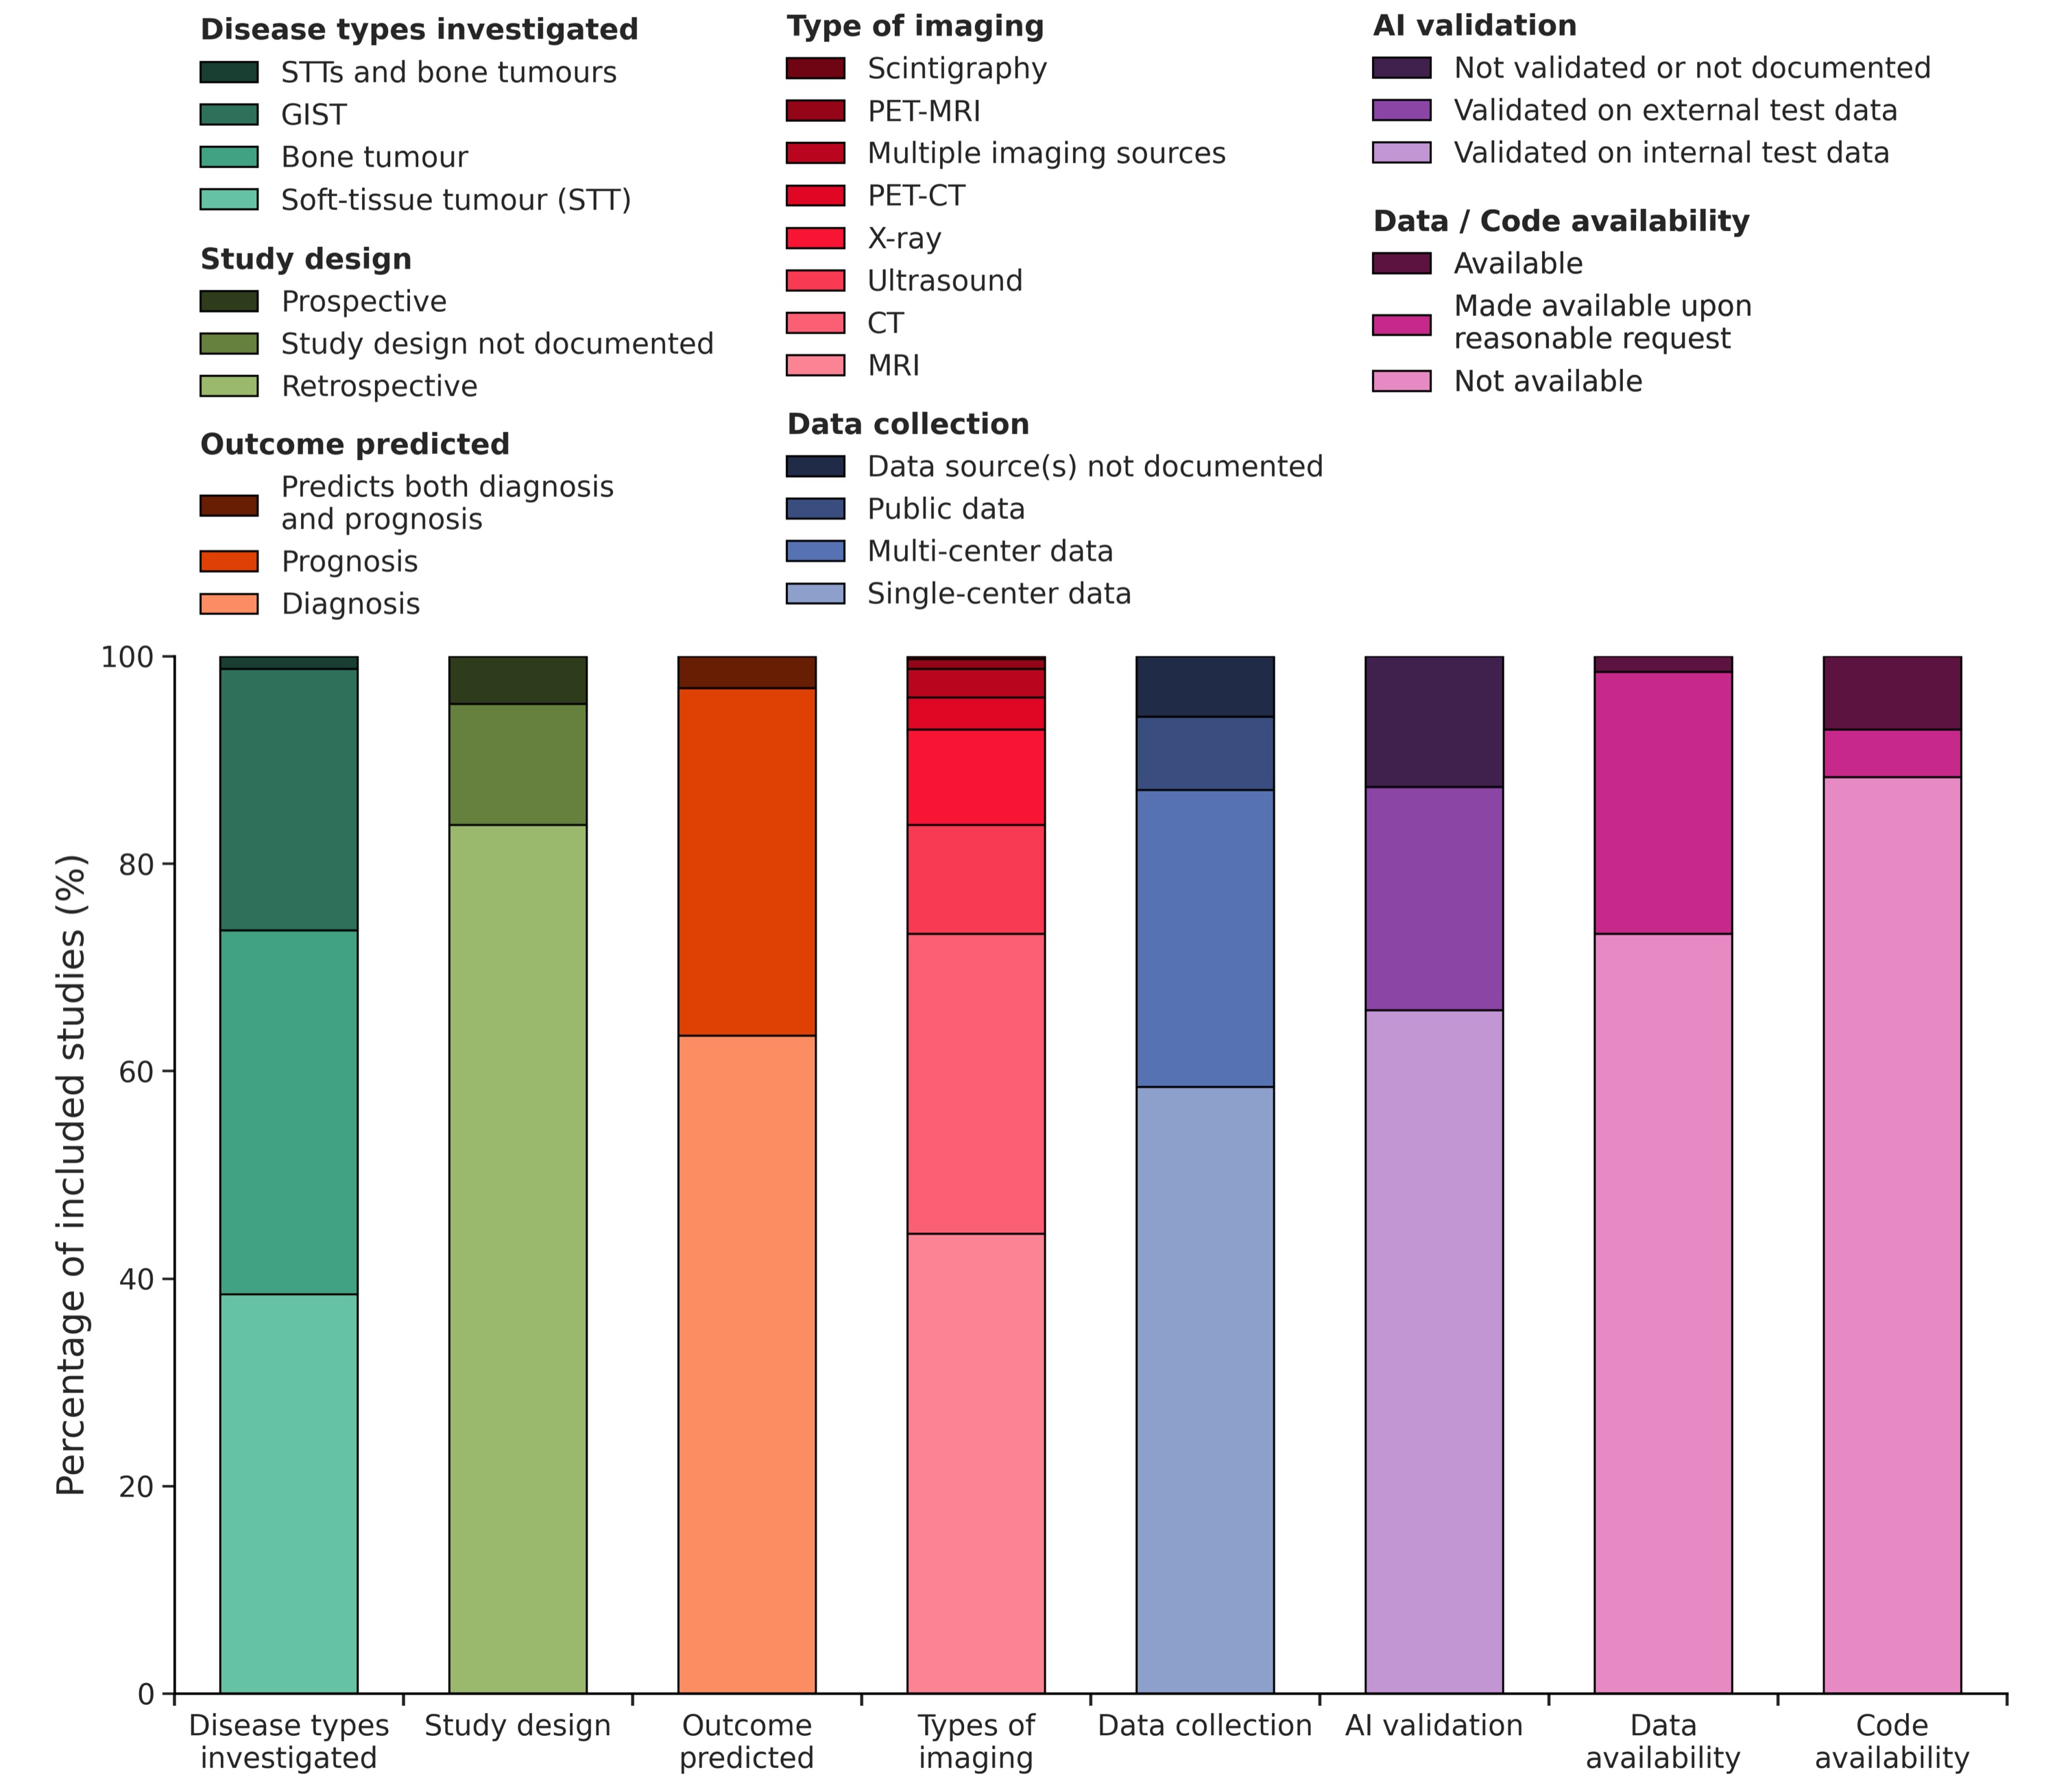 Disease types investigated
STTs and bone tumours
GIST
Bone tumour
Soft-tissue tumour (STT)
Study design
Prospective
Study design not documented
Retrospective
Outcome predicted
Predicts both diagnosis
and prognosis
Prognosis
Diagnosis
Type of imaging
Scintigraphy
PET-MRI
Multiple imaging sources
PET-CT
X-ray
Ultrasound
CT
MRI
Data collection
Data source(s) not documented
Public data
Multi-center data
Single-center data
AI validation
Not validated or not documented
Validated on external test data
Validated on internal test data
Data / Code availability
Available
Made available upon
reasonable request
Not available
Percentage of included studies (%)
100
80
60
40
20
0
Disease types
investigated
Study design
Outcome
predicted
Types of
imaging
Data collection
AI validation
Data
availability
Code
availability